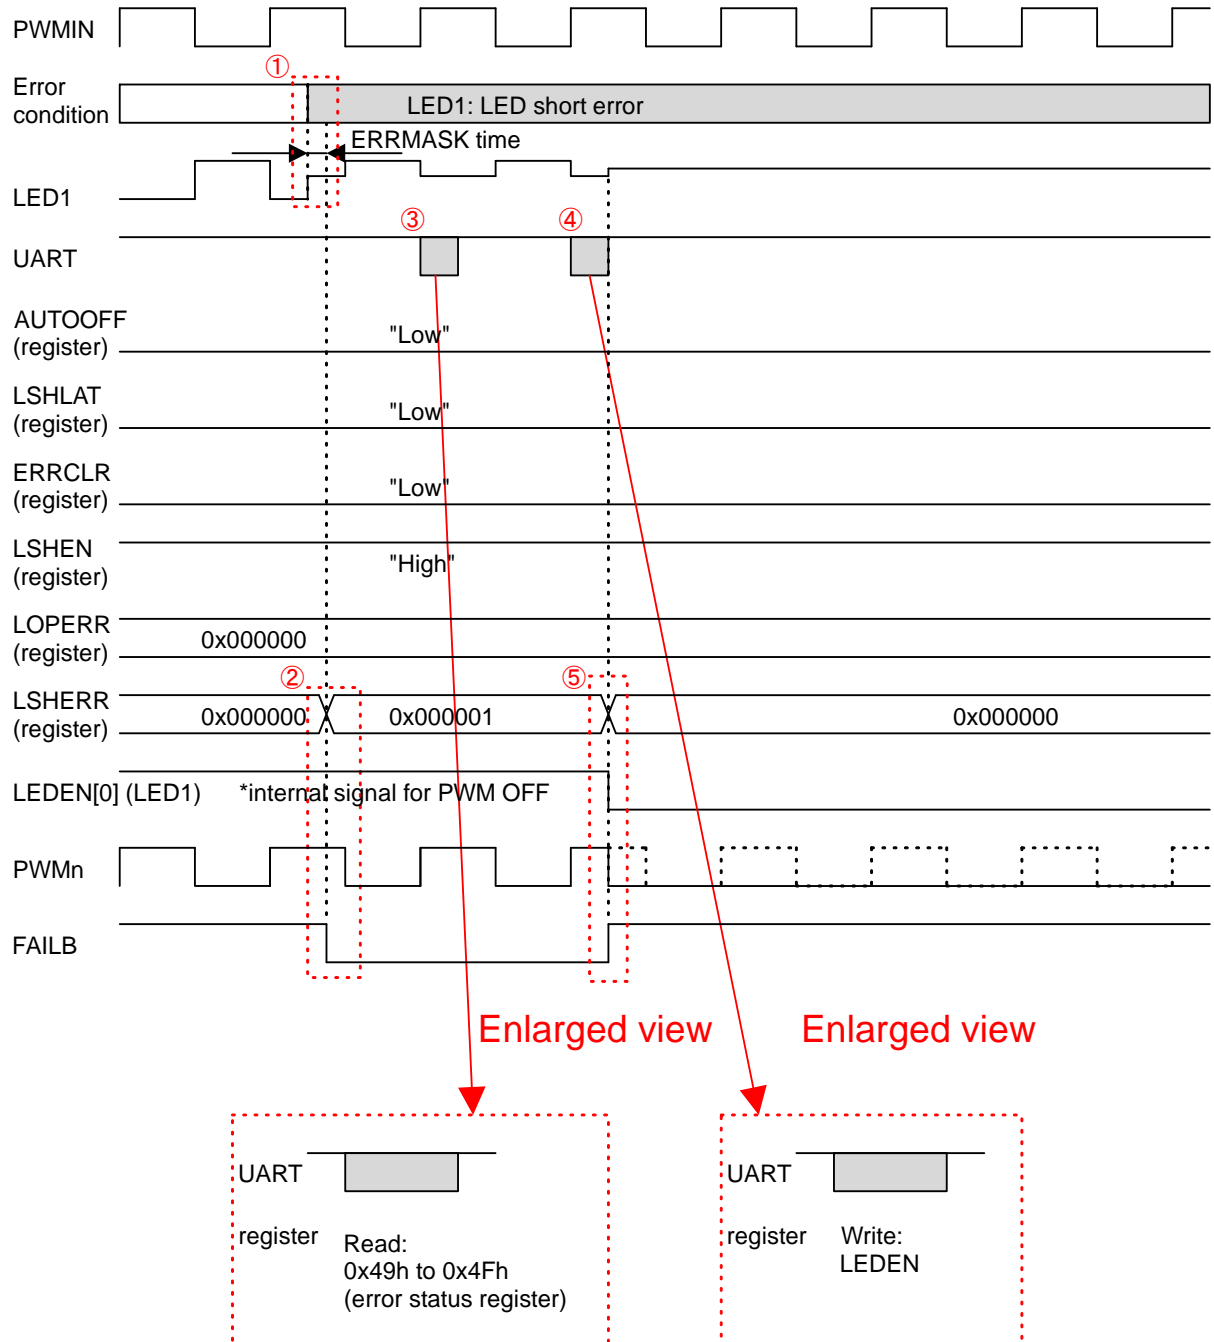 PWMIN
①
Error
condition
LED1: LED short error
ERRMASK time
LED1
③
④
UART
AUTOOFF
(register)
"Low"
LSHLAT
(register)
"Low"
ERRCLR
(register)
"Low"
LSHEN
(register)
"High"
LOPERR
(register)
0x000000
②
⑤
LSHERR
(register)
0x000000
0x000001
0x000000
LEDEN[0] (LED1)
*internal signal for PWM OFF
PWMn
FAILB
Enlarged view
Enlarged view
UART
register
Read:
0x49h to 0x4Fh
(error status register)
UART
register
Write:
LEDEN